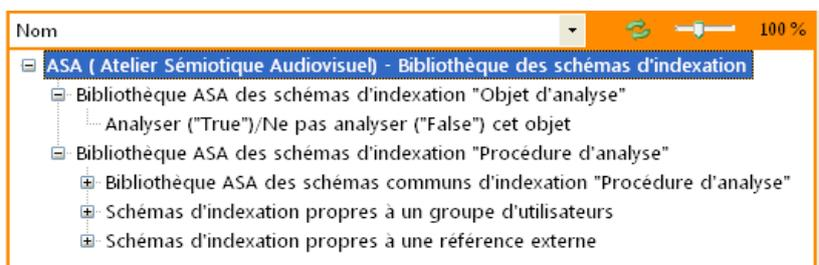 Nom
100 %
ASA ( Atelier Sémiotique Audiovisuel) - Bibliothèque des schémas d'indexation
Bibliothèque ASA des schémas d'indexation "Objet d'analyse"
Analyser ("True")/Ne pas analyser ("False") cet objet
Bibliothèque ASA des schémas d'indexation "Procédure d'analyse"
Bibliothèque ASA des schémas communs d'indexation "Procédure d'analyse"
Schémas d'indexation propres à un groupe d'utilisateurs
Schémas d'indexation propres à une référence externe